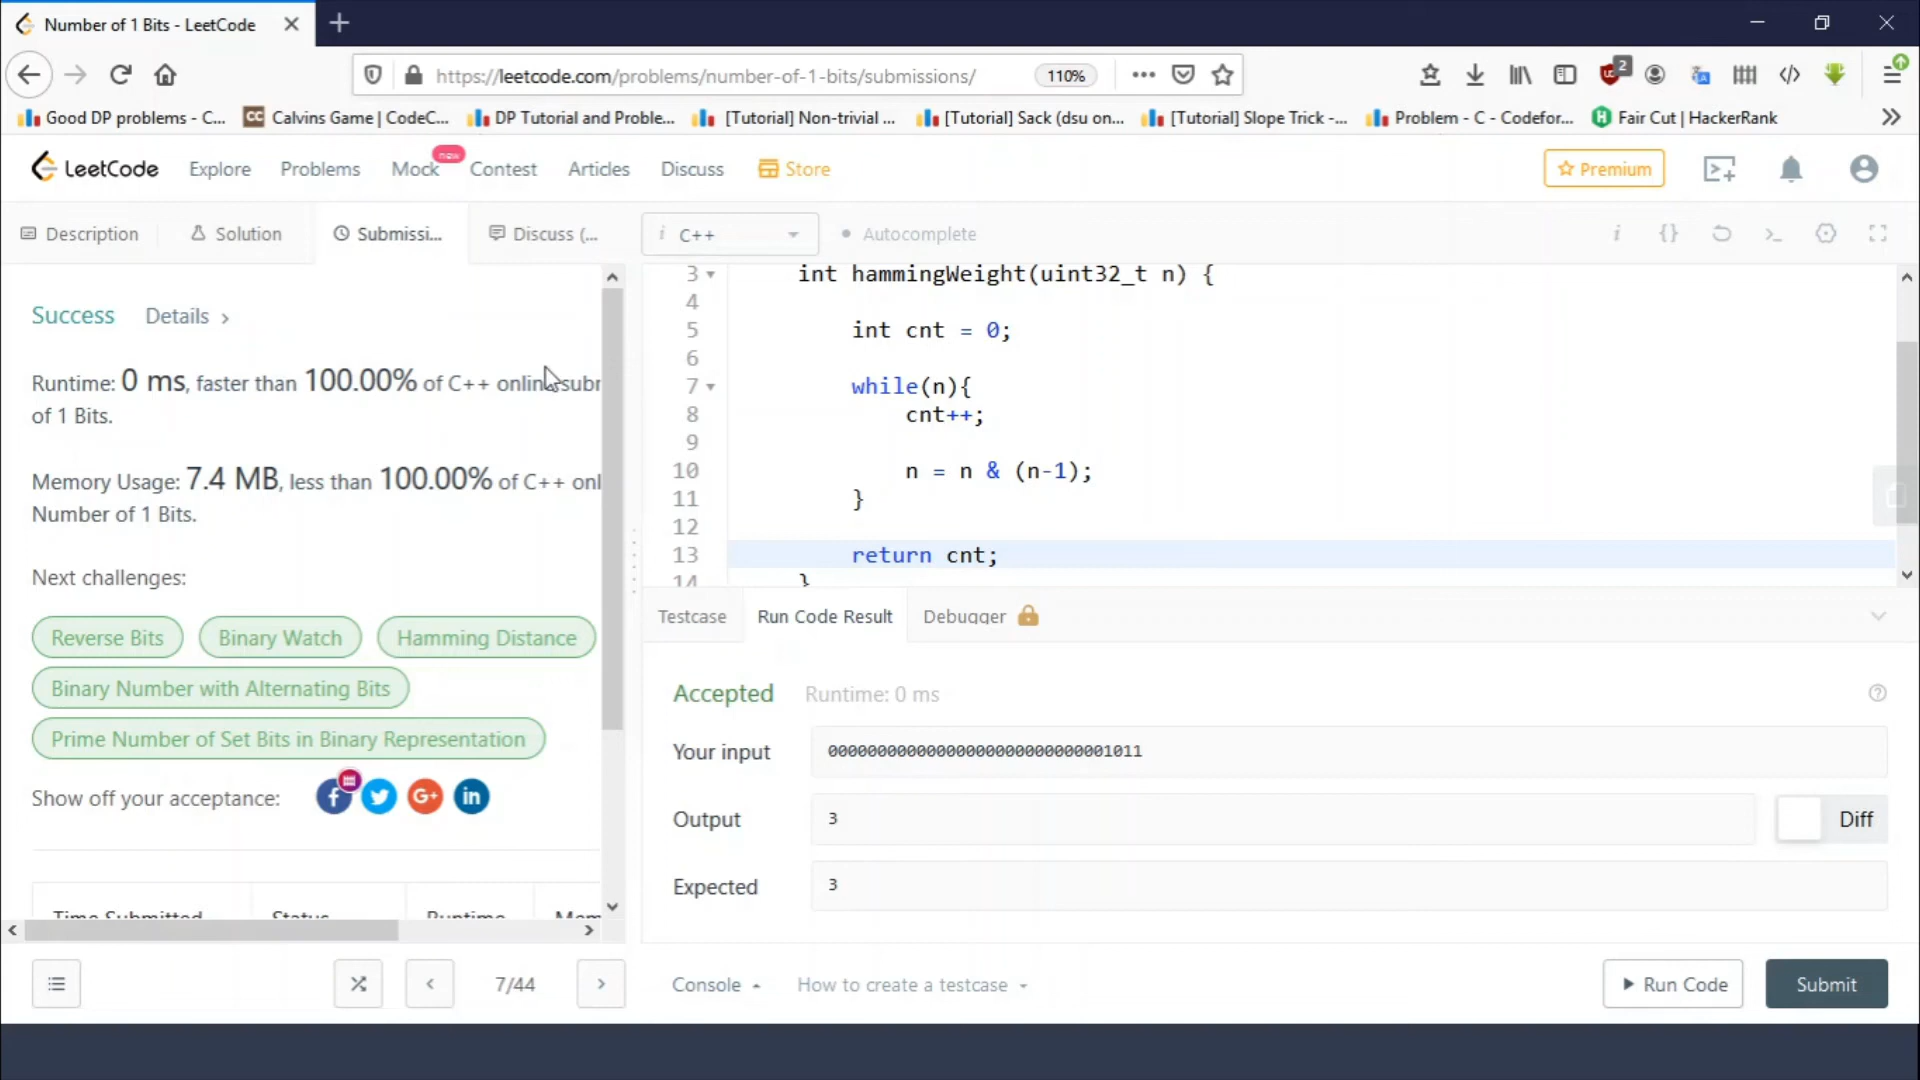 Number of 1 Bits - LeetCode
https://leetcode.com/problems/number-of-1-bits/submissions/
110%
2
Good DP problems - C...
CC
Calvins Game | CodeC...
DP Tutorial and Proble...
[Tutorial] Non-trivial ...
[Tutorial] Sack (dsu on...
[Tutorial] Slope Trick -...
Problem - C - Codefor...
H
Fair Cut | HackerRank
LeetCode
Explore
Problems
Mock
new
Contest
Articles
Discuss
Store
Premium
Description
Solution
Submissi...
Discuss (...
i C++
Autocomplete
Success
Details >
Runtime: 0 ms, faster than 100.00% of C++ online subr
of 1 Bits.
Memory Usage: 7.4 MB, less than 100.00% of C++ onl
Number of 1 Bits.
Next challenges:
Reverse Bits
Binary Watch
Hamming Distance
Binary Number with Alternating Bits
Prime Number of Set Bits in Binary Representation
Show off your acceptance:
f
G+
in
Time Submitted
Status
Runtime
Mem
7/44
3 int hammingWeight(uint32_t n) {
4
5 int cnt = 0;
6
7 while(n){
8 cnt++;
9
10 n = n & (n-1);
11 }
12
13 return cnt;
14 }
Testcase
Run Code Result
Debugger
Accepted
Runtime: 0 ms
Your input
00000000000000000000000000001011
Output
3
Diff
Expected
3
Console
How to create a testcase
Run Code
Submit